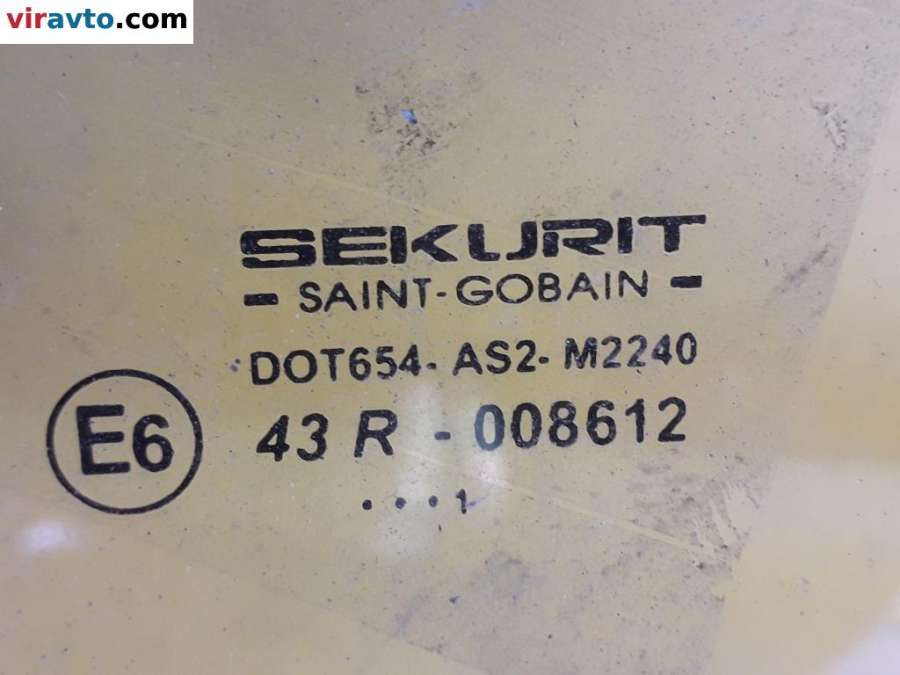 viravto.com
SEKURIT
- SAINT-GOBAIN -
DOT654- AS2- M2240
E6
43 R - 008612
. . . . 1